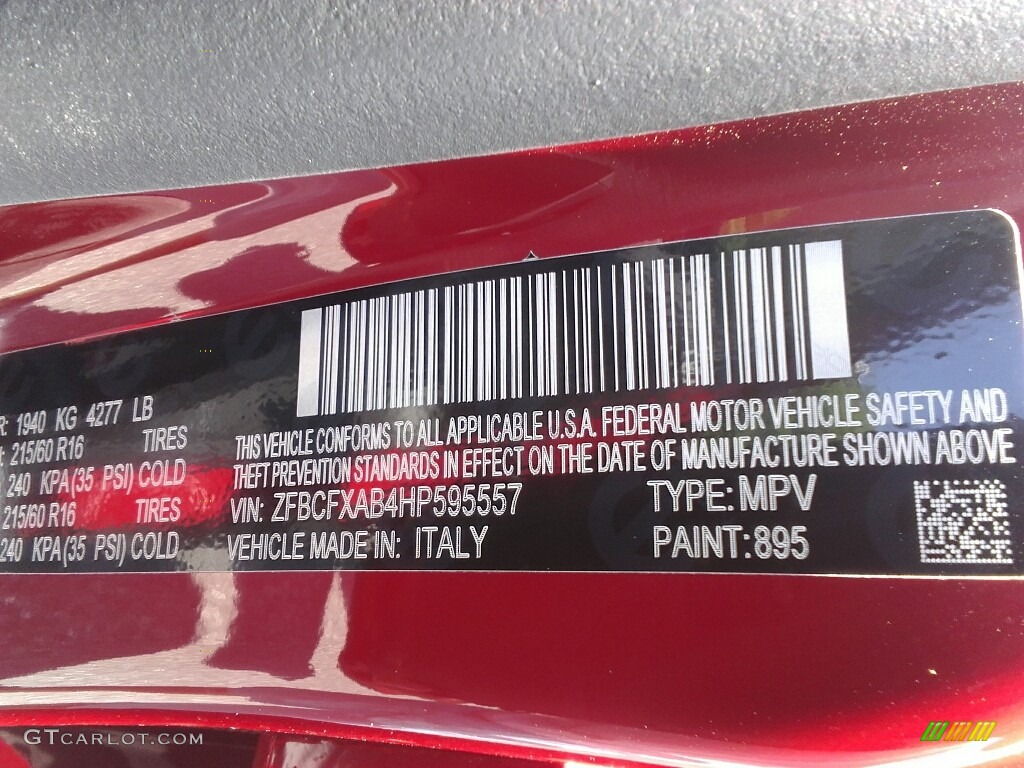 R: 1940 KG 4277 LB
: 215/60 R16 TIRES
240 KPA(35 PSI) COLD
215/60 R16 TIRES
240 KPA(35 PSI) COLD
THIS VEHICLE CONFORMS TO ALL APPLICABLE U.S.A. FEDERAL MOTOR VEHICLE SAFETY AND
THEFT PREVENTION STANDARDS IN EFFECT ON THE DATE OF MANUFACTURE SHOWN ABOVE
VIN: ZFBCFXAB4HP595557 TYPE: MPV
VEHICLE MADE IN: ITALY PAINT: 895
GTCARLOT.COM